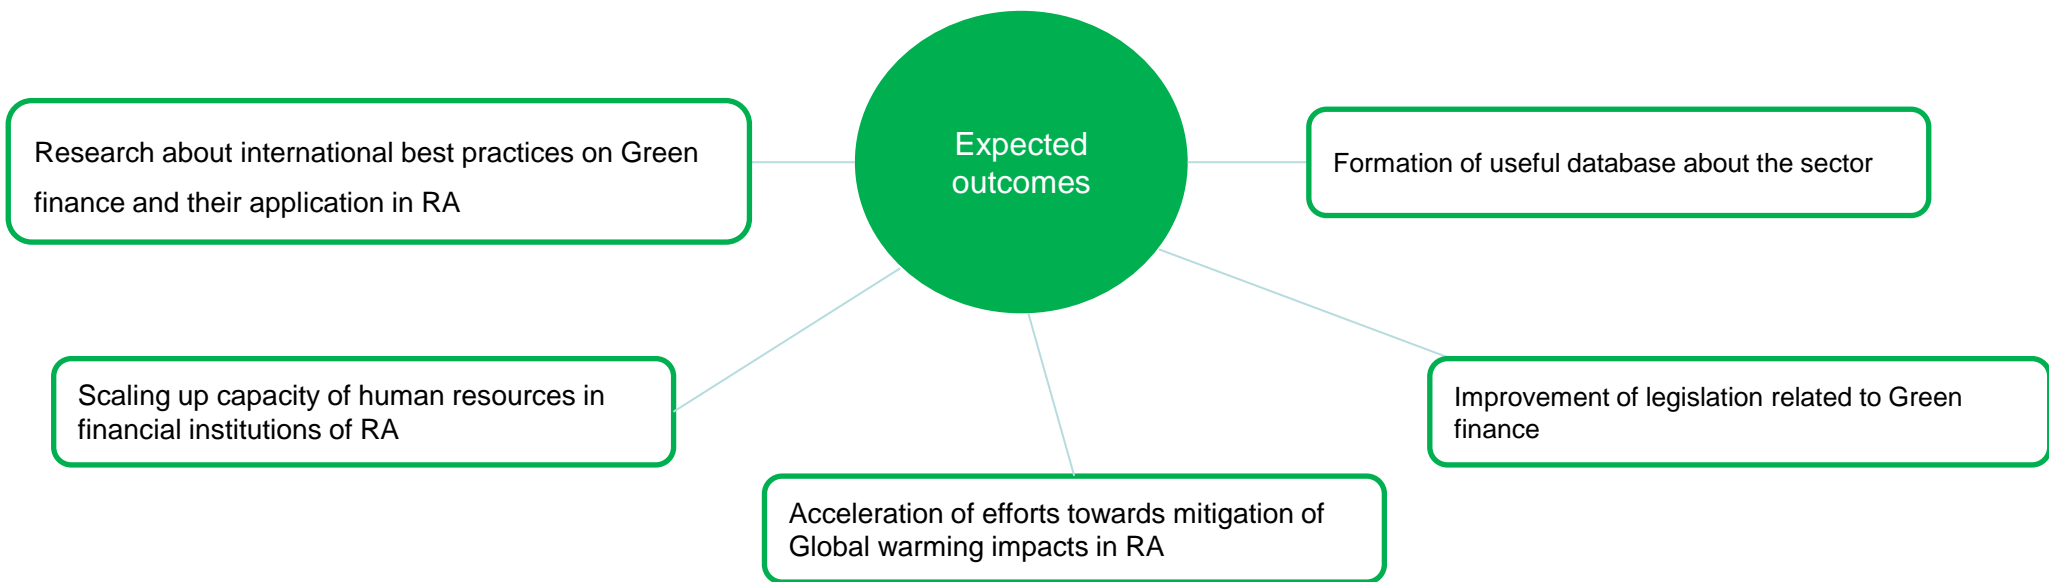 Expected
outcomes
Research about international best practices on Green
finance and their application in RA
Formation of useful database about the sector
Scaling up capacity of human resources in
financial institutions of RA
Improvement of legislation related to Green
finance
Acceleration of efforts towards mitigation of
Global warming impacts in RA